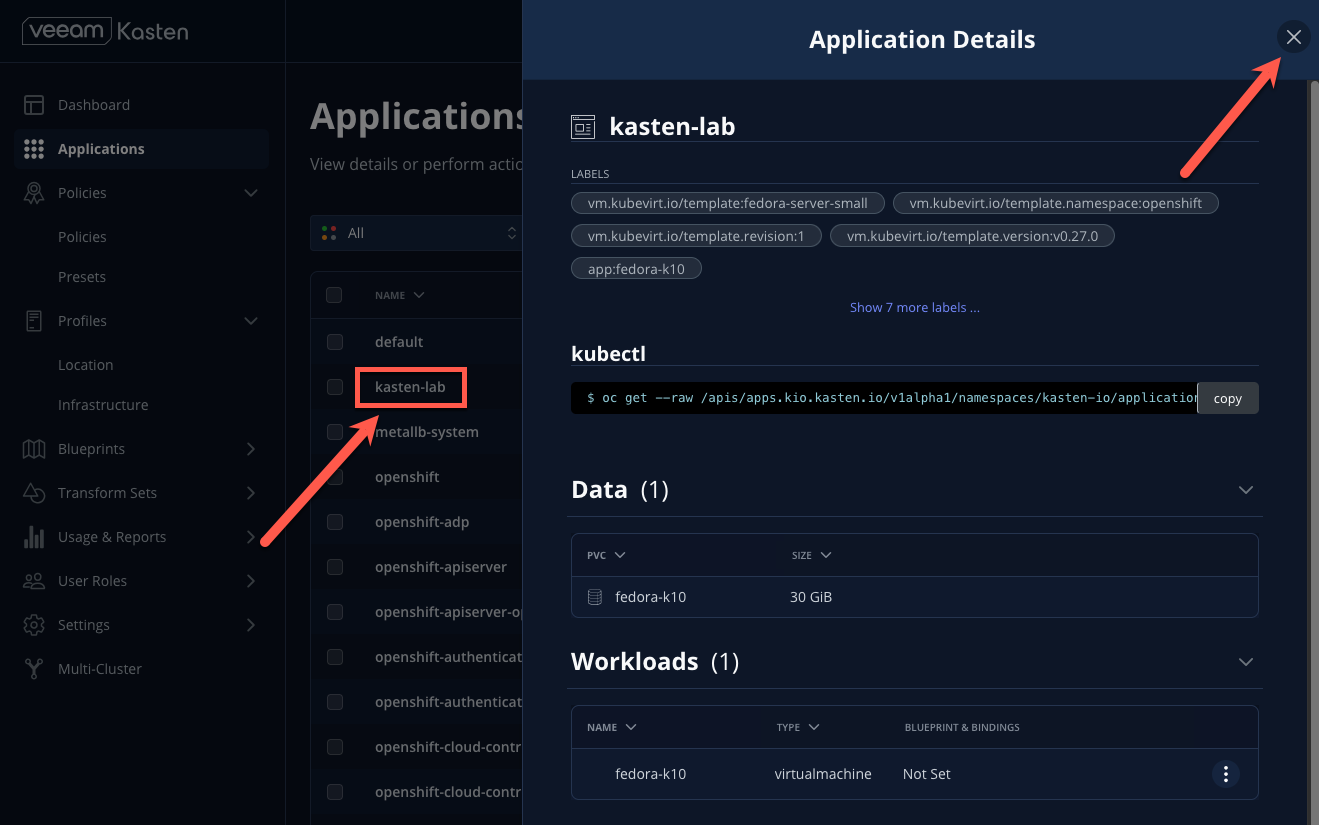 veeam Kasten
Dashboard
Applications
Policies
Policies
Presets
Profiles
Location
Infrastructure
Blueprints
Transform Sets
Usage & Reports
User Roles
Settings
Multi-Cluster
Applications
View details or perform actio
All
NAME
default
kasten-lab
metallb-system
openshift
openshift-adp
openshift-apiserver
openshift-apiserver-op
openshift-authenticat
openshift-authenticat
openshift-cloud-contr
openshift-cloud-contr
Application Details
kasten-lab
LABELS
vm.kubevirt.io/template:fedora-server-small vm.kubevirt.io/template.namespace:openshift
vm.kubevirt.io/template.revision:1 vm.kubevirt.io/template.version:v0.27.0
app:fedora-k10
Show 7 more labels ...
kubectl
$ oc get --raw /apis/apps.kio.kasten.io/v1alpha1/namespaces/kasten-io/application copy
Data (1)
PVC SIZE
fedora-k10 30 GiB
Workloads (1)
NAME TYPE BLUEPRINT & BINDINGS
fedora-k10 virtualmachine Not Set